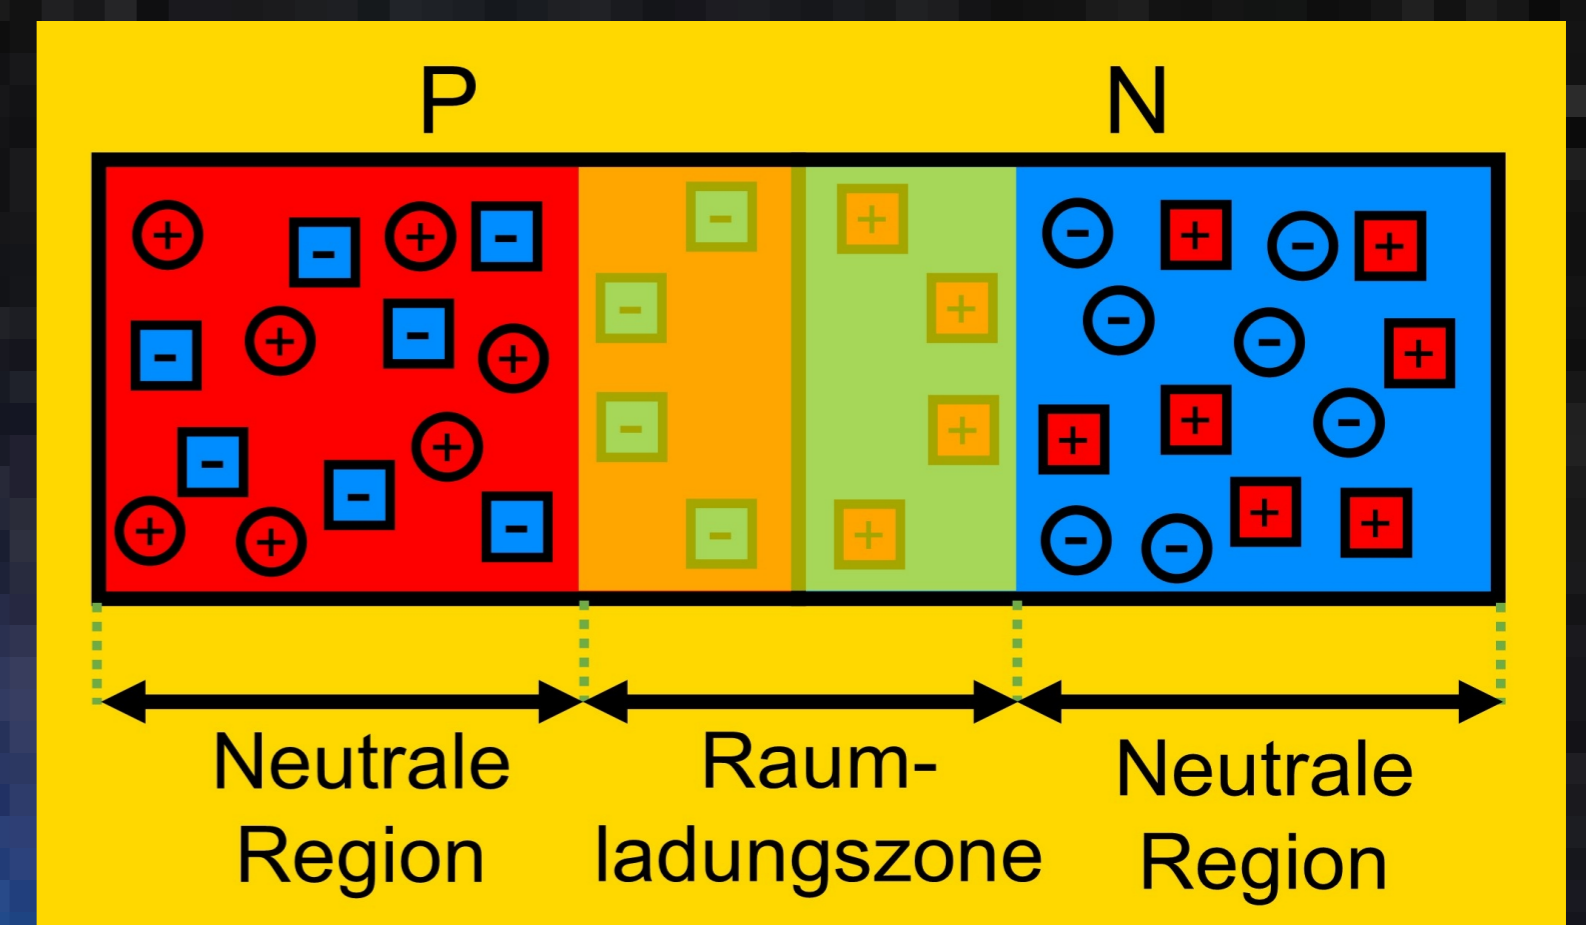 P
N
+ - + -
- + - +
- + - +
+ + - -
- +
- +
- +
- +
- + - +
- - +
+ + -
- - + +
Neutrale
Region
Raum-
ladungszone
Neutrale
Region